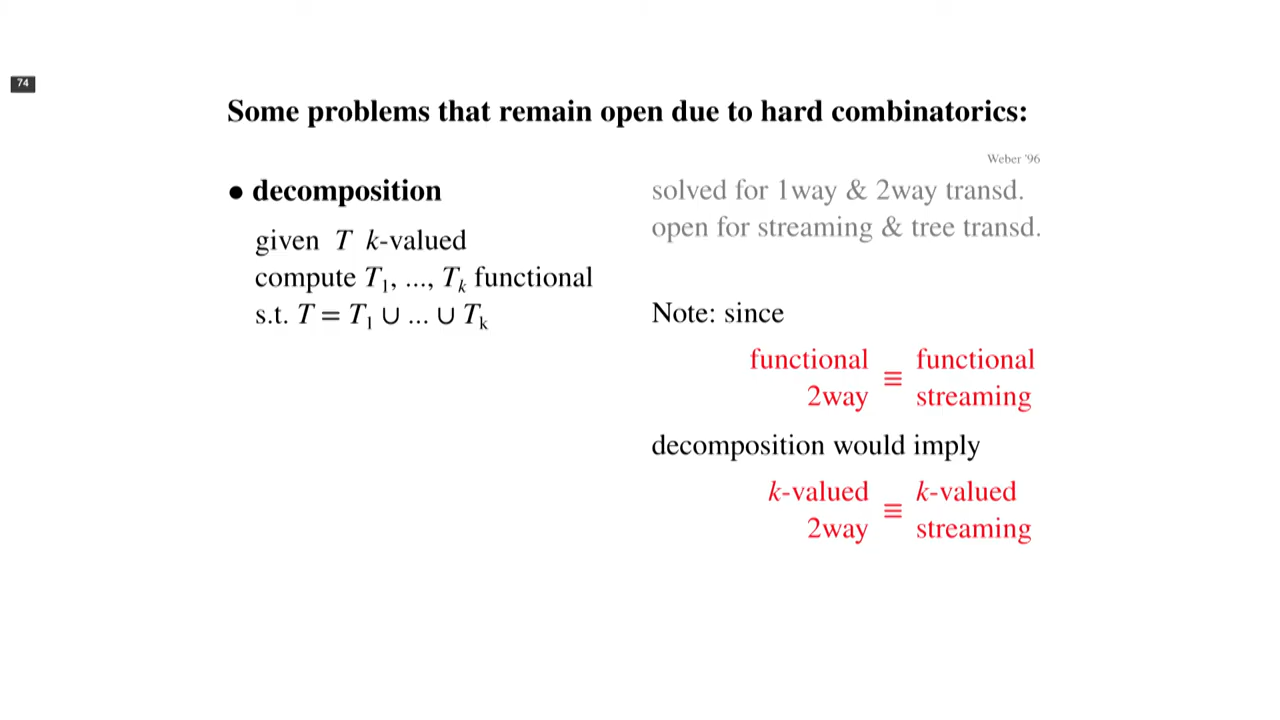 74
Some problems that remain open due to hard combinatorics:
Weber '96
• decomposition
given T k-valued
compute T₁, ..., Tₖ functional
s.t. T = T₁ ∪ ... ∪ Tₖ
solved for 1way & 2way transd.
open for streaming & tree transd.
Note: since
functional ≡ functional
2way streaming
decomposition would imply
k-valued ≡ k-valued
2way streaming